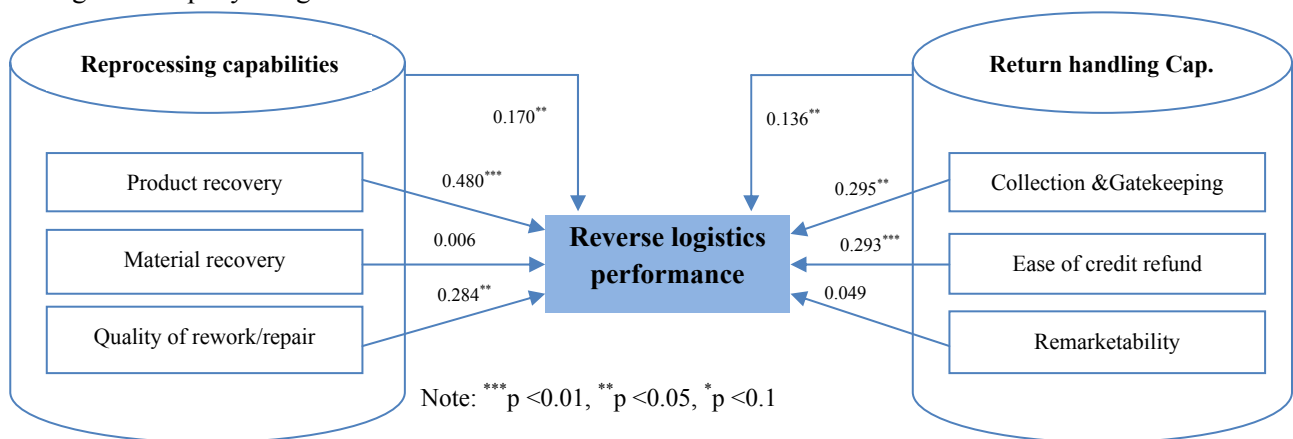 Reprocessing capabilities
Return handling Cap.
0.170**
0.136**
Product recovery
0.480***
0.295**
Collection &Gatekeeping
Material recovery
0.006
Reverse logistics
performance
0.293***
Ease of credit refund
Quality of rework/repair
0.284**
0.049
Remarketability
Note: ***p <0.01, **p <0.05, *p <0.1